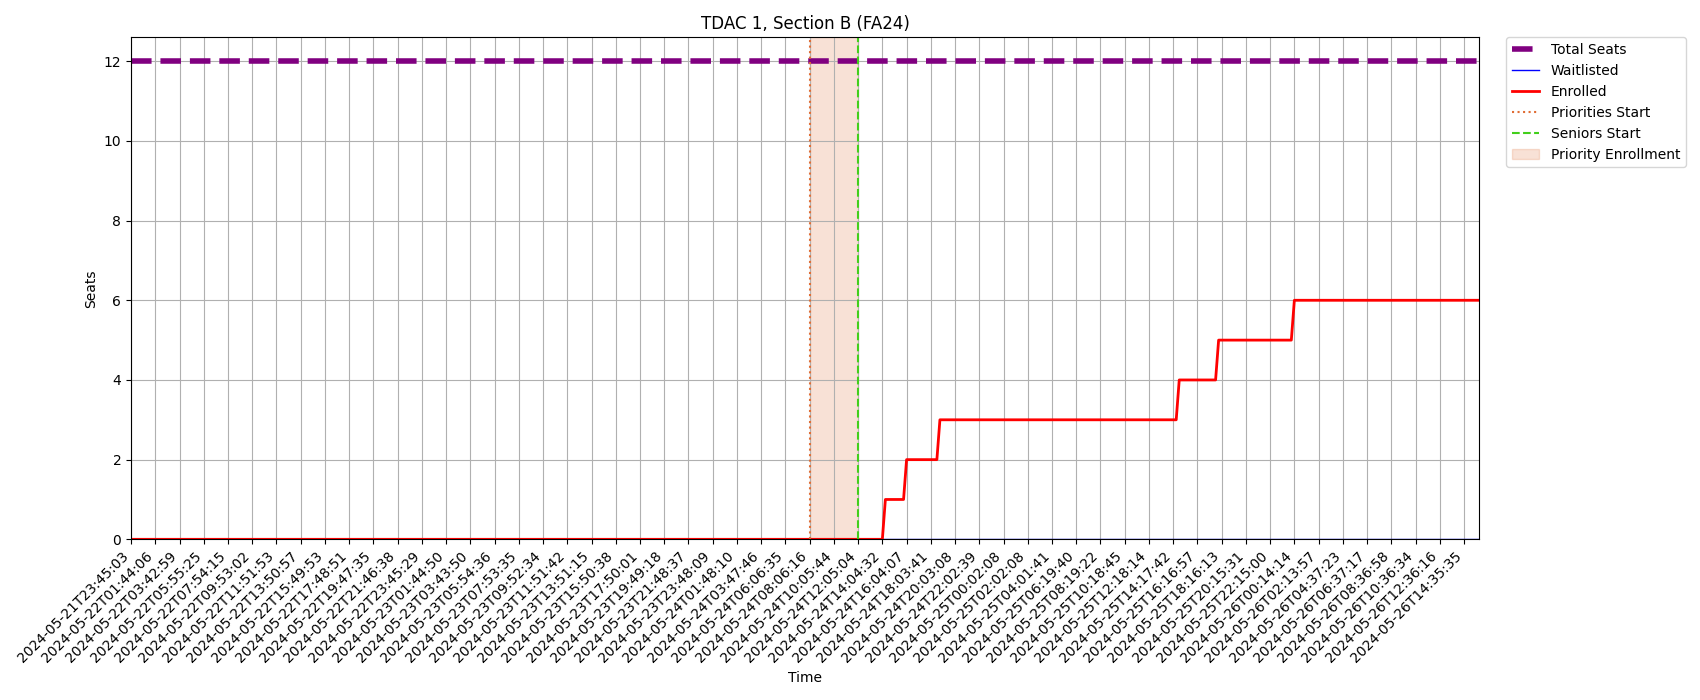 TDAC 1, Section B (FA24)
Total Seats
Waitlisted
Enrolled
Priorities Start
Seniors Start
Priority Enrollment
Seats
12
10
8
6
4
2
0
2024-05-21T23:45:03
2024-05-22T01:44:06
2024-05-22T03:42:59
2024-05-22T05:55:25
2024-05-22T07:54:15
2024-05-22T09:53:02
2024-05-22T11:51:53
2024-05-22T13:50:57
2024-05-22T15:49:53
2024-05-22T17:48:51
2024-05-22T19:47:35
2024-05-22T21:46:38
2024-05-22T23:45:29
2024-05-23T01:44:50
2024-05-23T03:43:50
2024-05-23T05:54:36
2024-05-23T07:53:35
2024-05-23T09:52:34
2024-05-23T11:51:42
2024-05-23T13:51:15
2024-05-23T15:50:38
2024-05-23T17:50:01
2024-05-23T19:49:18
2024-05-23T21:48:37
2024-05-23T23:48:09
2024-05-24T01:48:10
2024-05-24T03:47:46
2024-05-24T06:06:35
2024-05-24T08:06:16
2024-05-24T10:05:44
2024-05-24T12:05:04
2024-05-24T14:04:32
2024-05-24T16:04:07
2024-05-24T18:03:41
2024-05-24T20:03:08
2024-05-24T22:02:39
2024-05-25T00:02:08
2024-05-25T02:02:08
2024-05-25T04:01:41
2024-05-25T06:19:40
2024-05-25T08:19:22
2024-05-25T10:18:45
2024-05-25T12:18:14
2024-05-25T14:17:42
2024-05-25T16:16:57
2024-05-25T18:16:13
2024-05-25T20:15:31
2024-05-25T22:15:00
2024-05-26T00:14:14
2024-05-26T02:13:57
2024-05-26T04:37:23
2024-05-26T06:37:17
2024-05-26T08:36:58
2024-05-26T10:36:34
2024-05-26T12:36:16
2024-05-26T14:35:35
Time